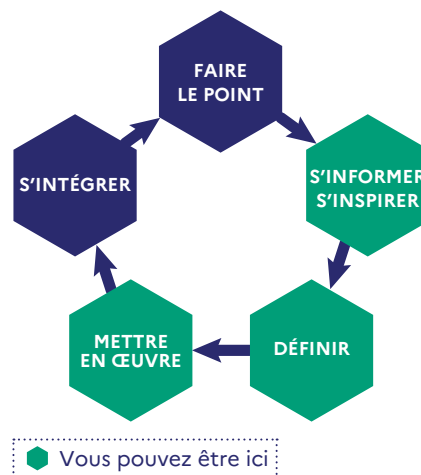 FAIRE
LE POINT
S'INFORMER
S'INSPIRER
DÉFINIR
METTRE
EN ŒUVRE
S'INTÉGRER
Vous pouvez être ici